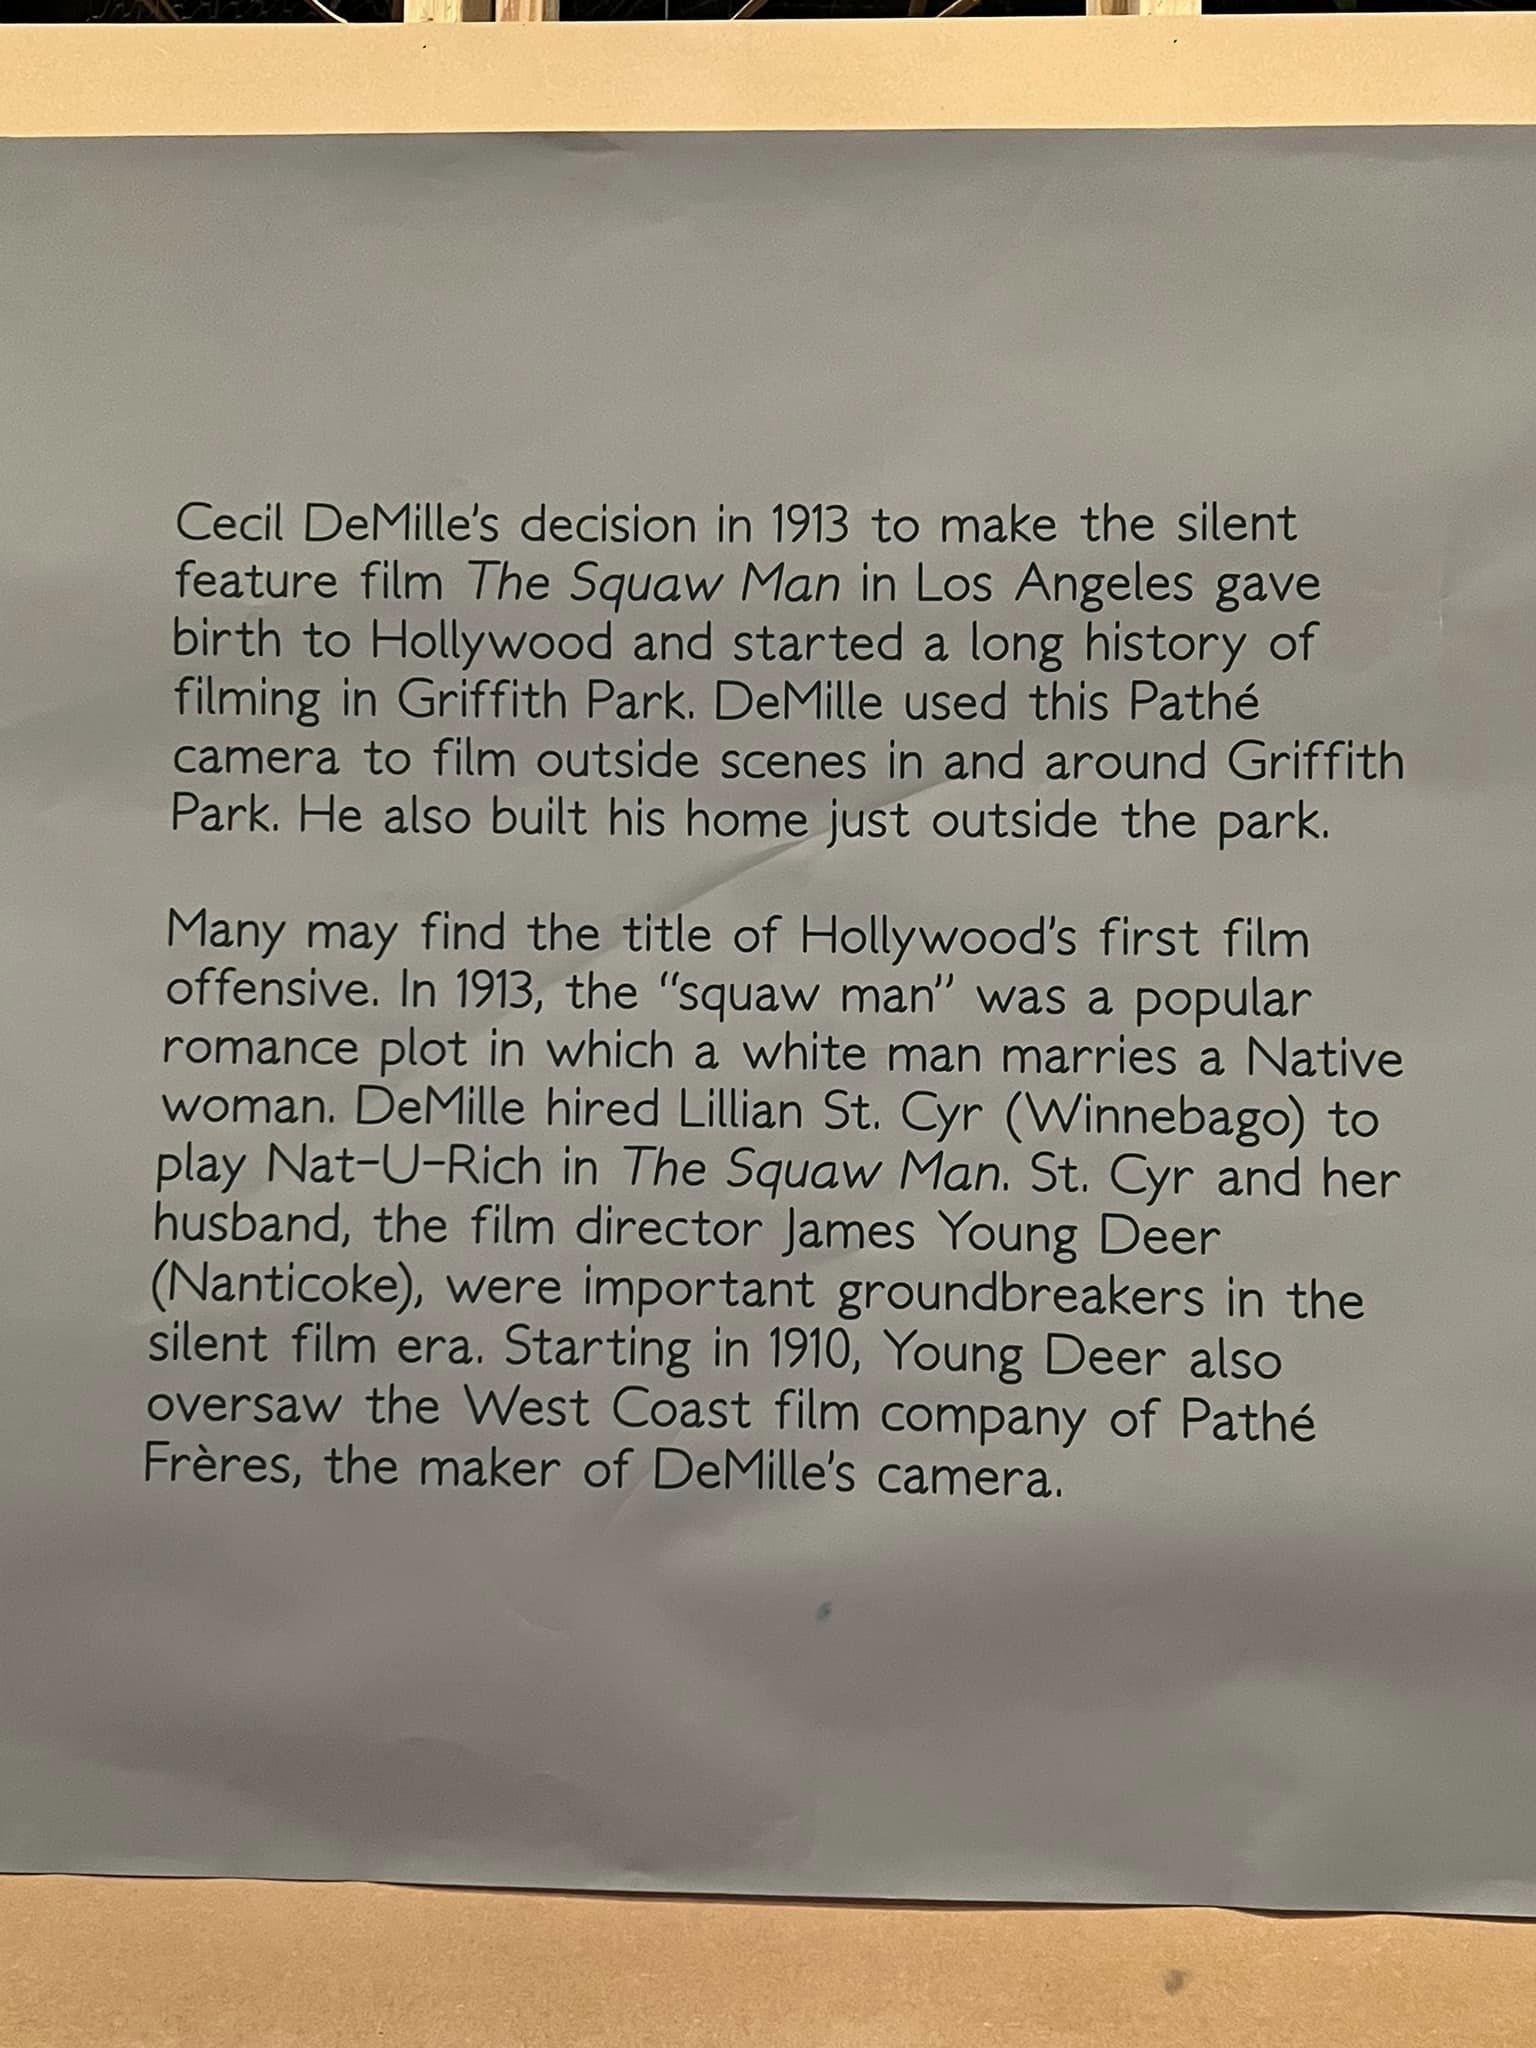 Cecil DeMille's decision in 1913 to make the silent
feature film The Squaw Man in Los Angeles gave
birth to Hollywood and started a long history of
filming in Griffith Park. DeMille used this Pathé
camera to film outside scenes in and around Griffith
Park. He also built his home just outside the park.
Many may find the title of Hollywood's first film
offensive. In 1913, the “squaw man” was a popular
romance plot in which a white man marries a Native
woman. DeMille hired Lillian St. Cyr (Winnebago) to
play Nat-U-Rich in The Squaw Man. St. Cyr and her
husband, the film director James Young Deer
(Nanticoke), were important groundbreakers in the
silent film era. Starting in 1910, Young Deer also
oversaw the West Coast film company of Pathé
Frères, the maker of DeMille's camera.